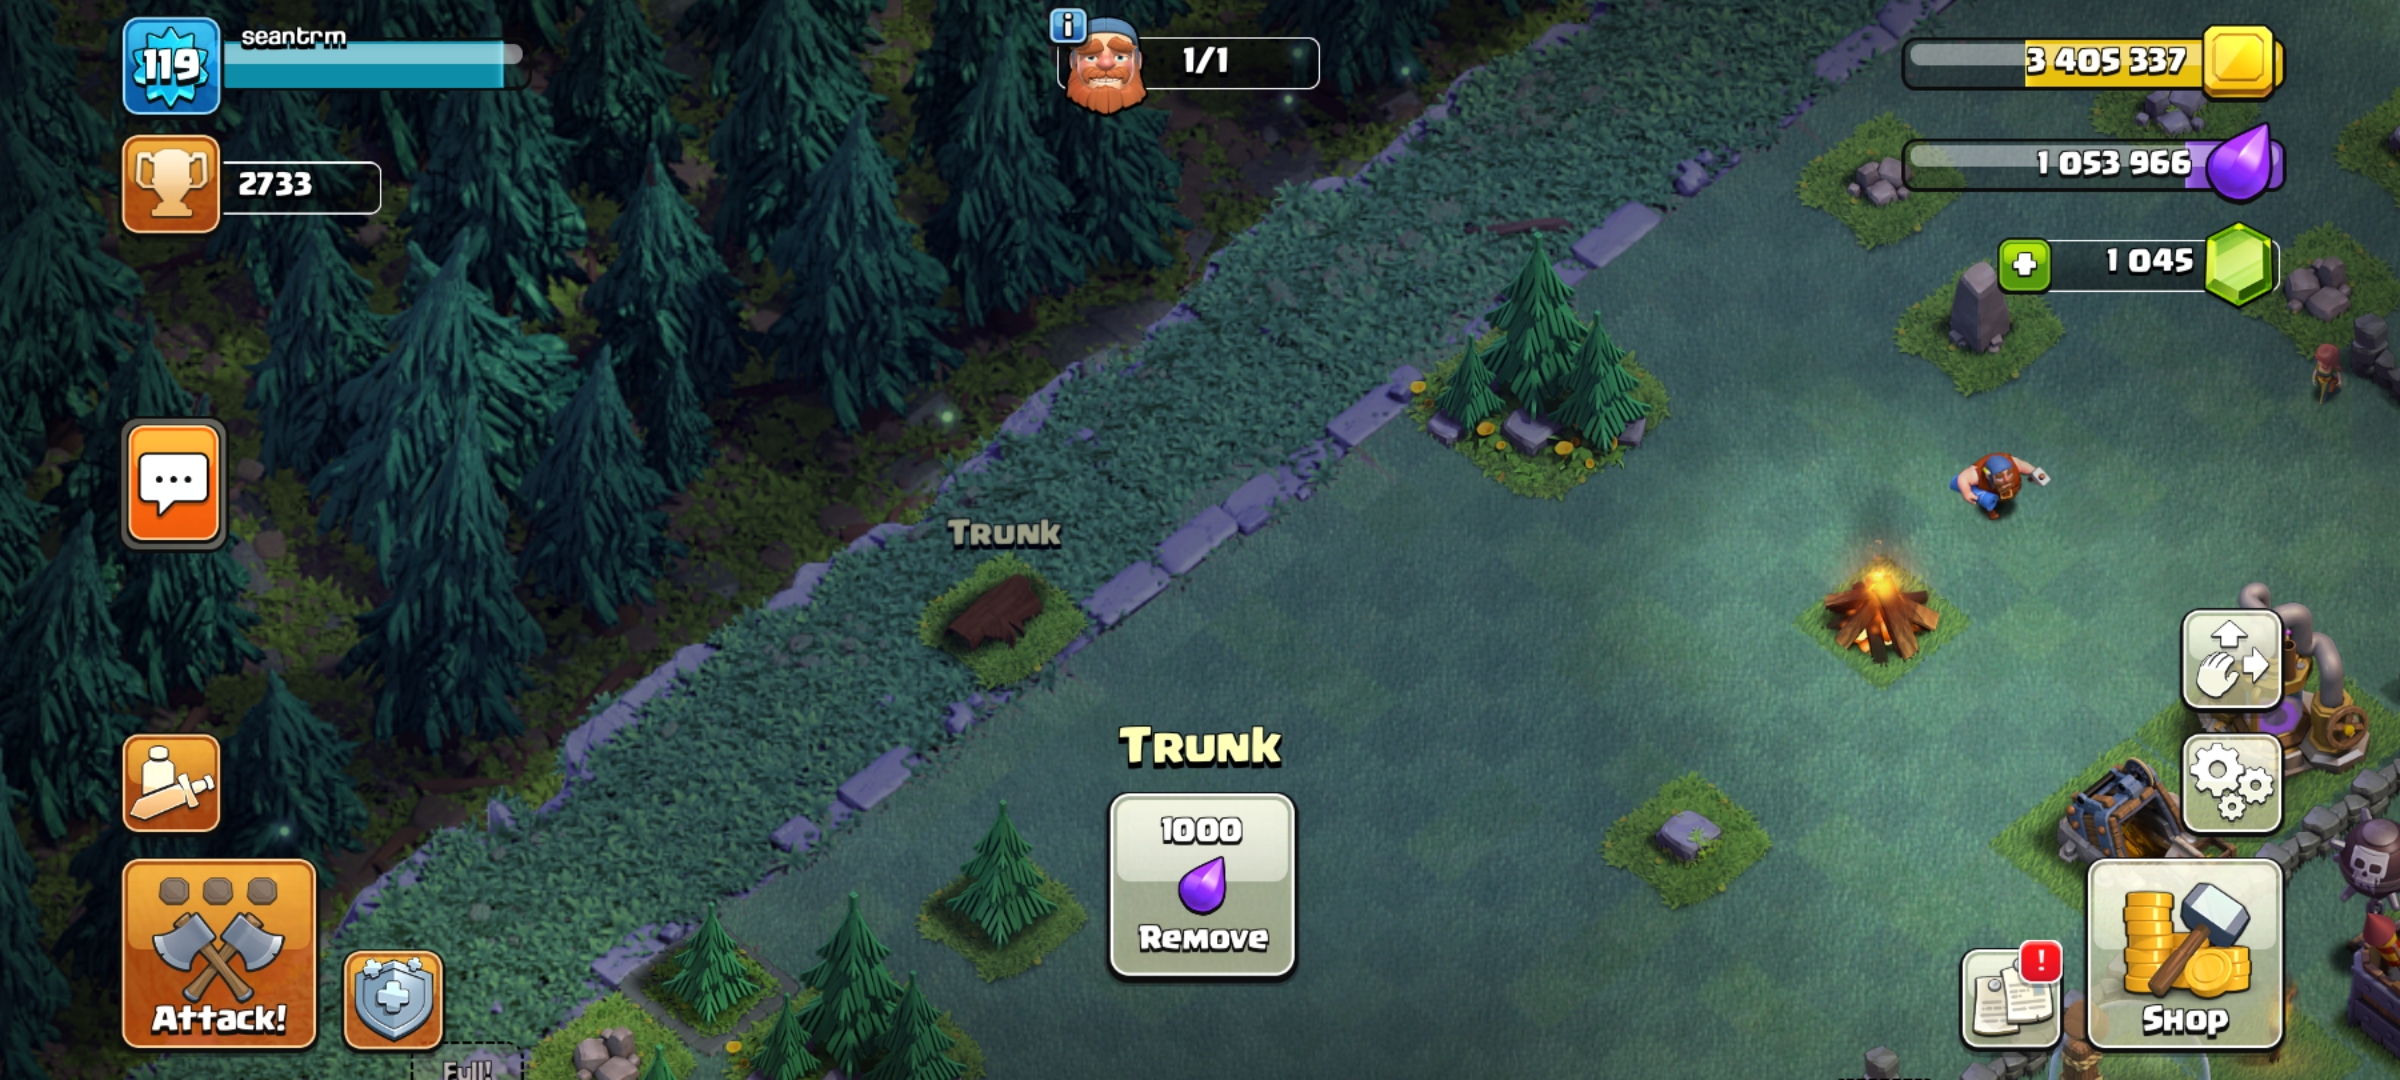 119
seantrm
1/1
3 405 337
2733
1 053 966
1 045
Trunk
Trunk
1000
Remove
Attack!
Shop
!
Full!